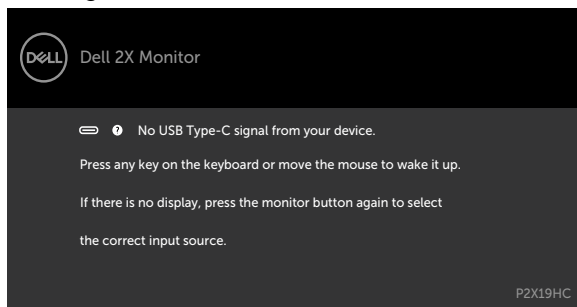 DELL
Dell 2X Monitor
No USB Type-C signal from your device.
Press any key on the keyboard or move the mouse to wake it up.
If there is no display, press the monitor button again to select
the correct input source.
P2X19HC